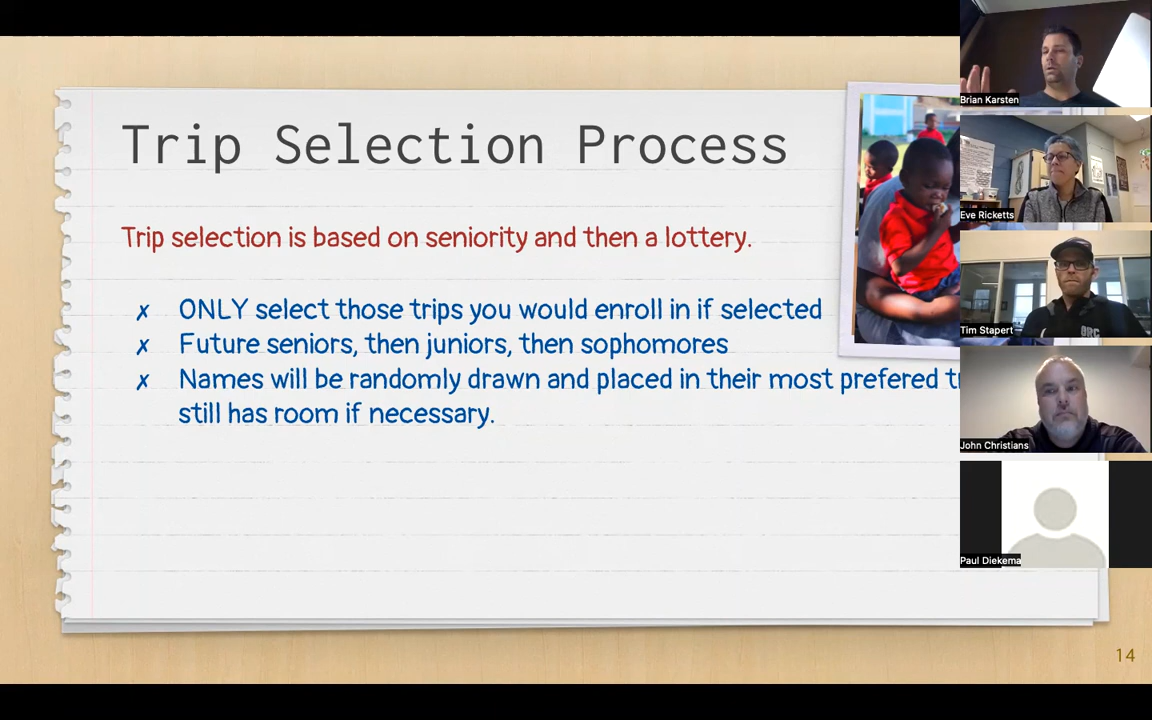 Trip Selection Process
Trip selection is based on seniority and then a lottery.
✗ ONLY select those trips you would enroll in if selected
✗ Future seniors, then juniors, then sophomores
✗ Names will be randomly drawn and placed in their most prefered
still has room if necessary.
14
Brian Karsten
Eve Ricketts
Tim Stapert
ORC
John Christians
Paul Diekema